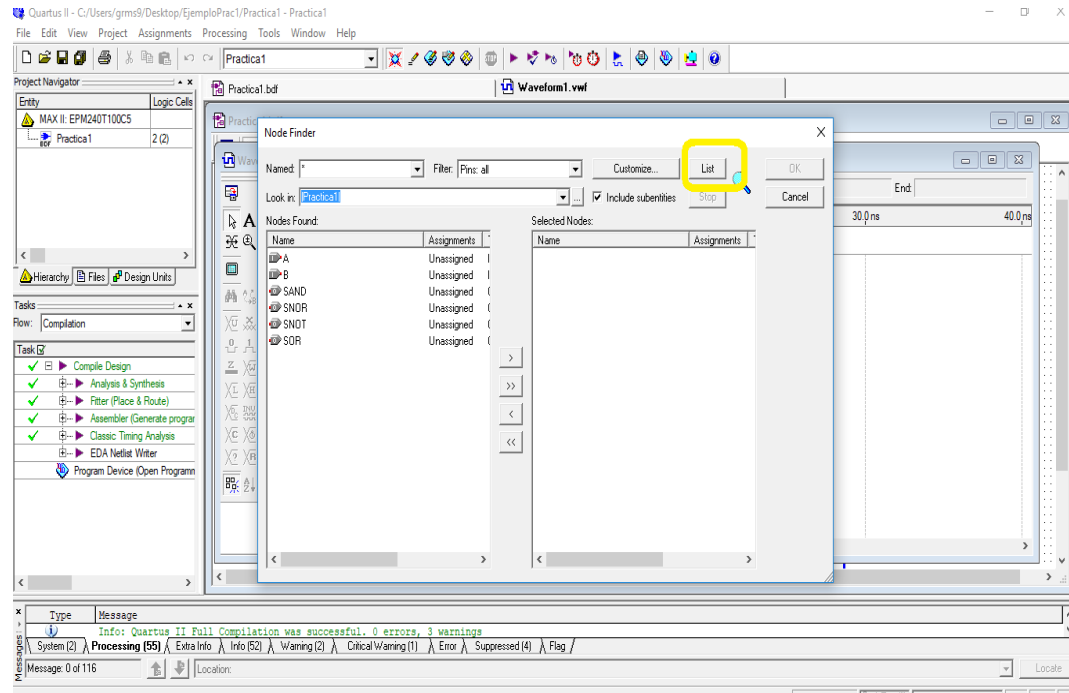 Quartus II - C:/Users/grms9/Desktop/EjemploPrac1/Practica1 - Practica1
File Edit View Project Assignments Processing Tools Window Help
Practica1
Project Navigator
Entity Logic Cells
MAX II: EPM240T100C5
Practica1 2 (2)
Hierarchy Files Design Units
Tasks
Flow: Compilation
Task
Compile Design
Analysis & Synthesis
Fitter (Place & Route)
Assembler (Generate program
Classic Timing Analysis
EDA Netlist Writer
Program Device (Open Programm
Practica1.bdf Waveform1.vwf
Practic
Wav
End:
30.0 ns 40.0 ns
Node Finder
Named: * Filter: Pins: all Customize... List OK
Look in: |Practica1| ... Include subentities Stop Cancel
Nodes Found: Selected Nodes:
Name Assignments Name Assignments
A Unassigned
B Unassigned
SAND Unassigned
SNOR Unassigned
SNOT Unassigned
SOR Unassigned
>
>>
<
<<
Type Message
Info: Quartus II Full Compilation was successful. 0 errors, 3 warnings
System (2) Processing (55) Extra Info Info (52) Warning (2) Critical Warning (1) Error Suppressed (4) Flag
Messages
Message: 0 of 116 Location: Locate